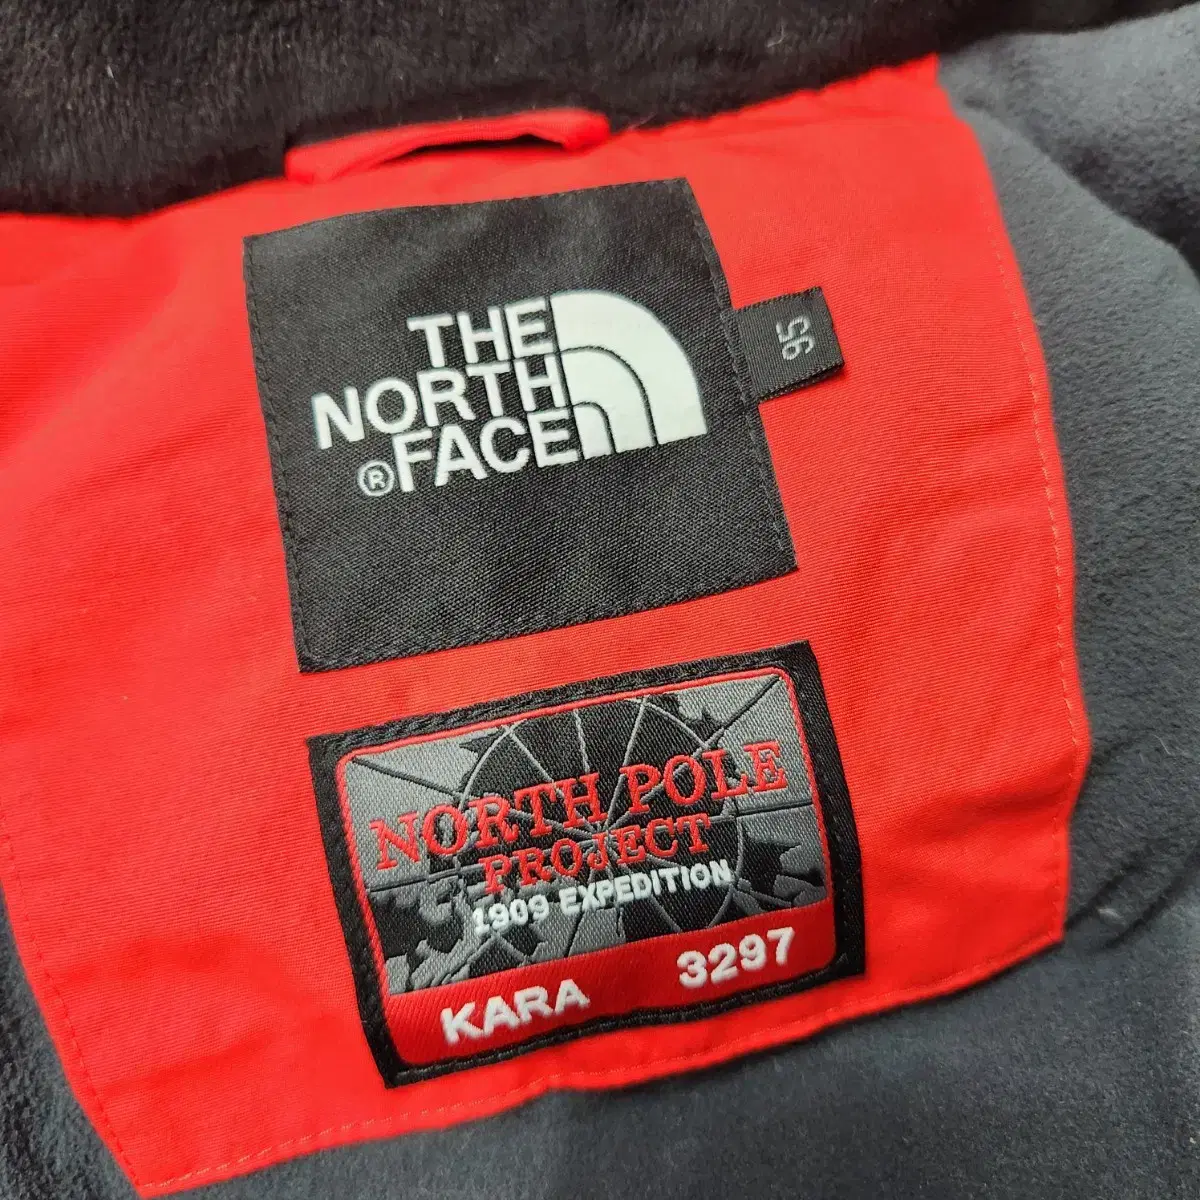 THE
NORTH
®FACE
95
NORTH POLE
PROJECT
1909 EXPEDITION
KARA 3297